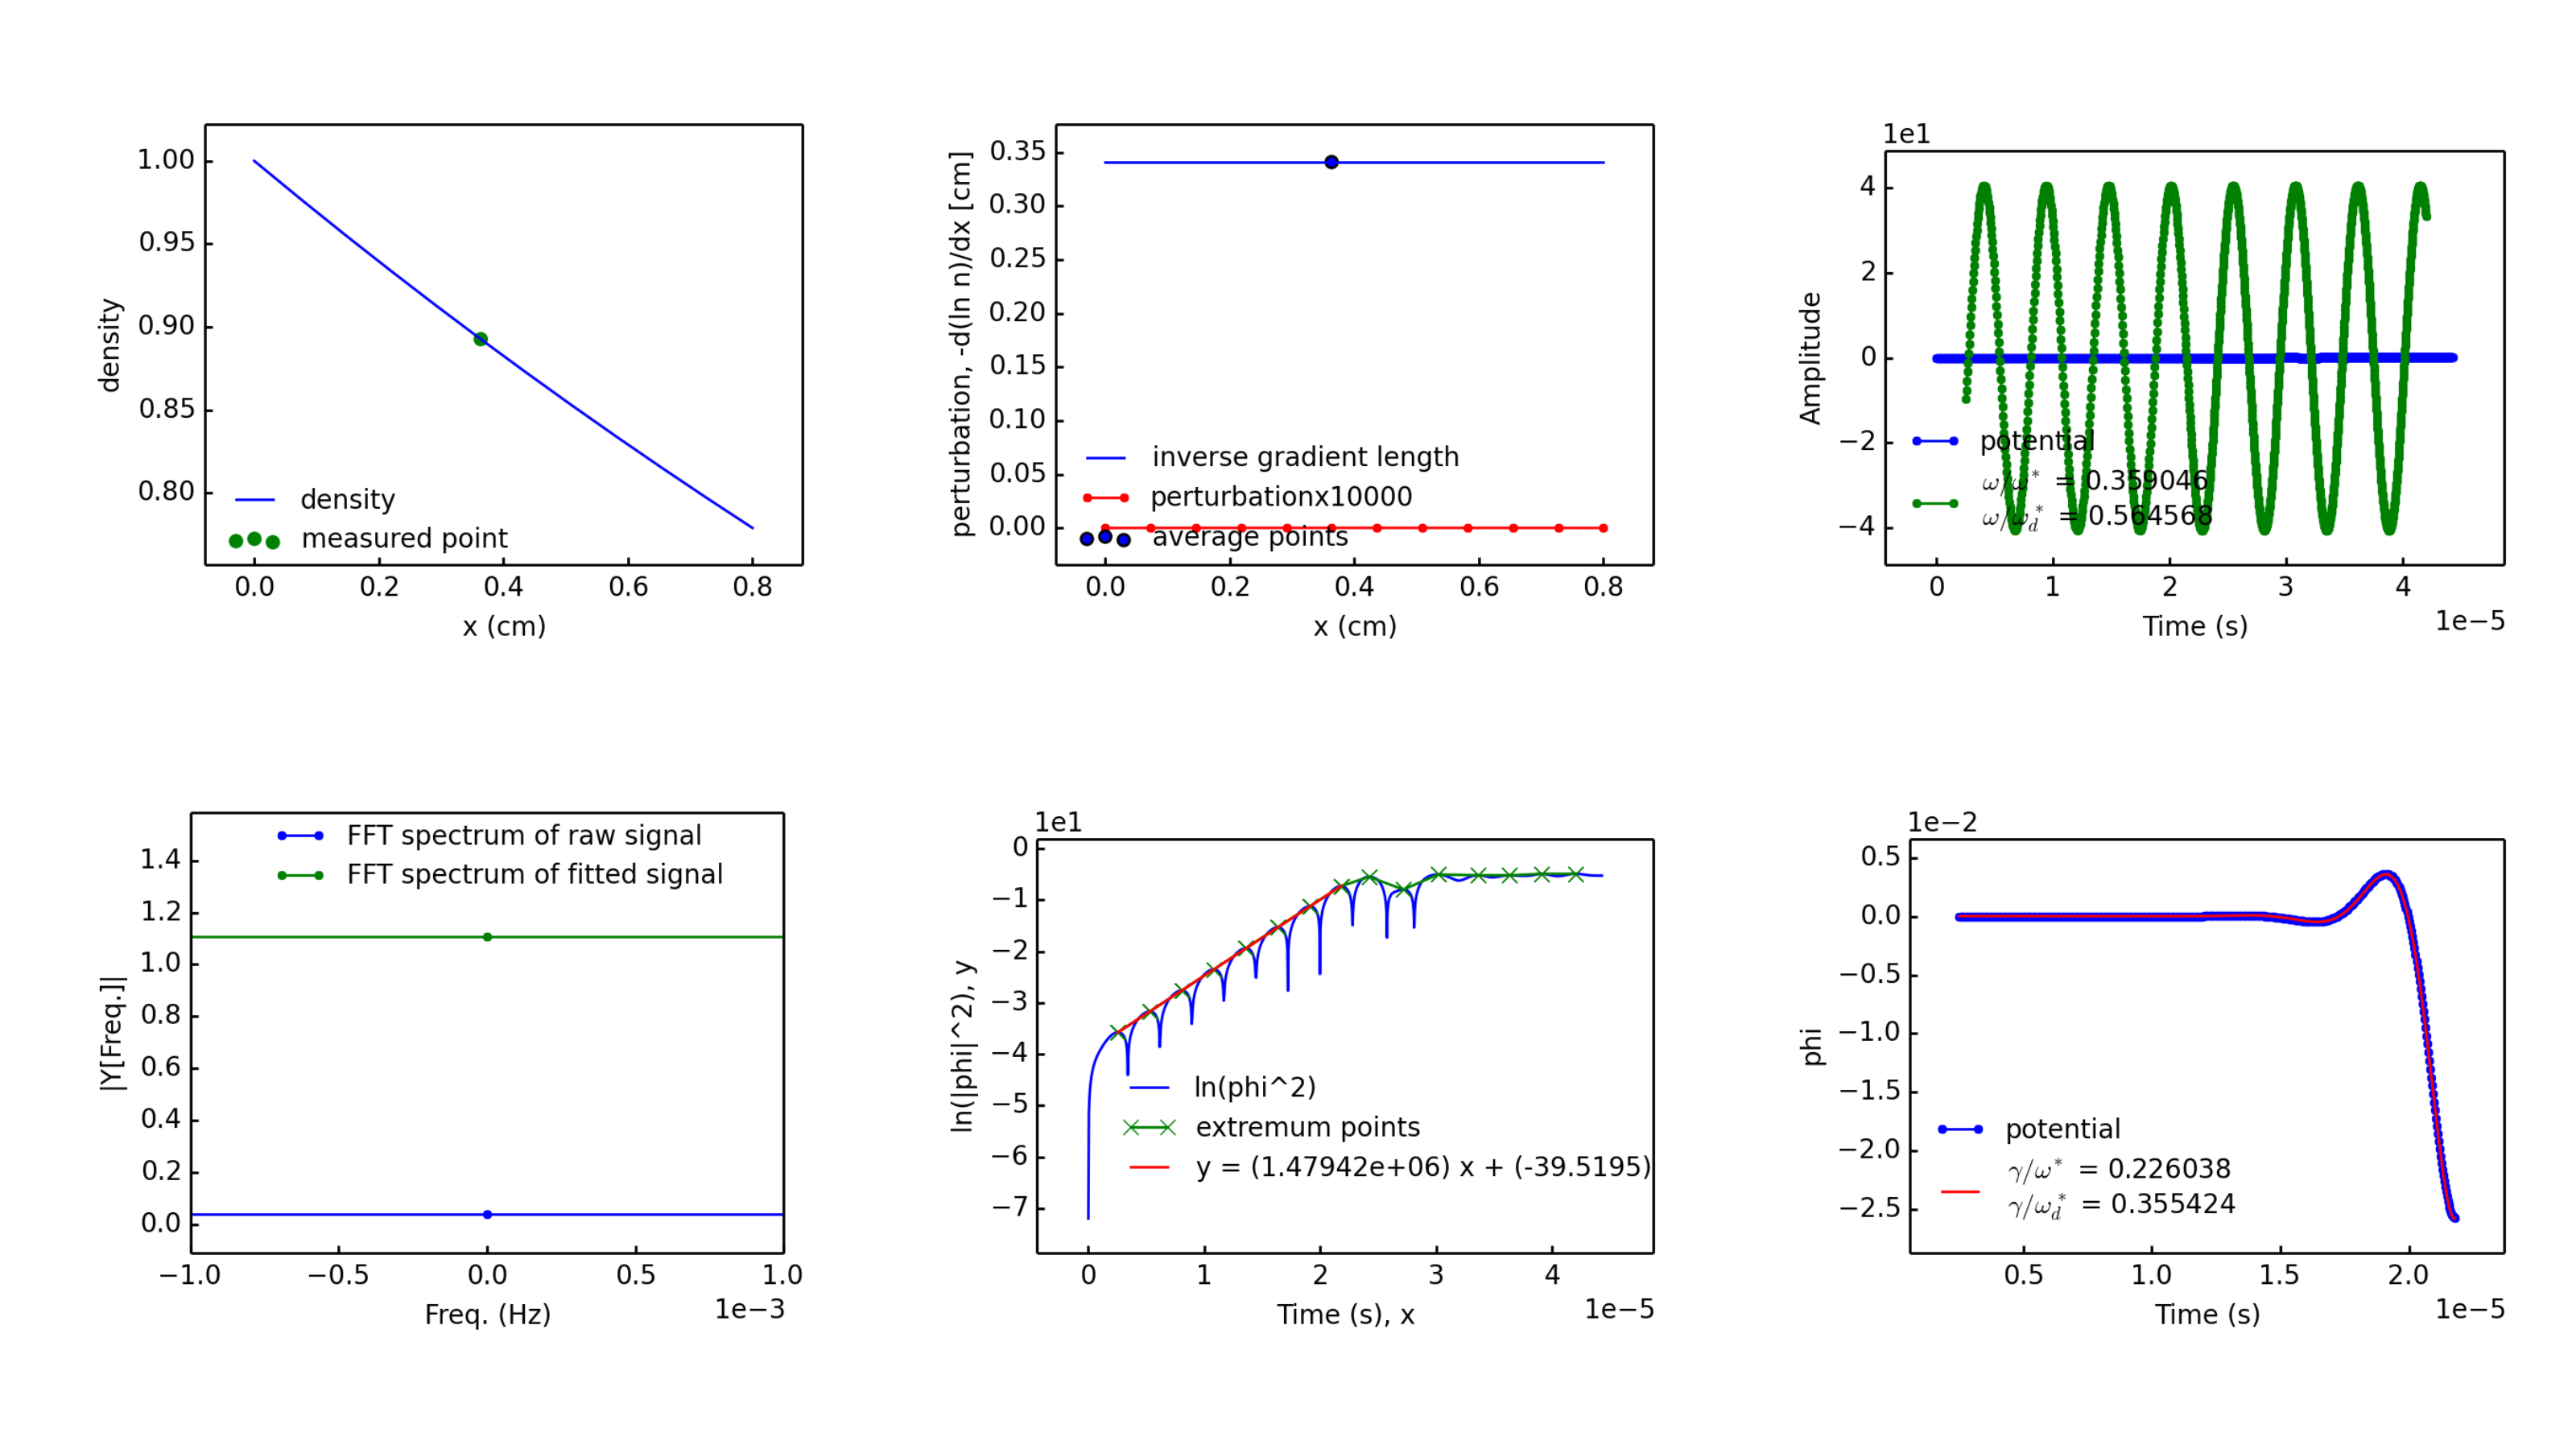 density
1.00
0.95
0.90
0.85
0.80
density
measured point
0.0 0.2 0.4 0.6 0.8
x (cm)
perturbation, -d(ln n)/dx [cm]
0.35
0.30
0.25
0.20
0.15
0.10
0.05
0.00
inverse gradient length
perturbationx10000
average points
0.0 0.2 0.4 0.6 0.8
x (cm)
1e1
Amplitude
4
2
0
−2
−4
potential
ω/ω* = 0.359046
ω/ω*_d = 0.564568
0 1 2 3 4
Time (s)
1e−5
|Y[Freq.]|
1.4
1.2
1.0
0.8
0.6
0.4
0.2
0.0
FFT spectrum of raw signal
FFT spectrum of fitted signal
−1.0 −0.5 0.0 0.5 1.0
Freq. (Hz)
1e−3
1e1
ln(|phi|^2), y
0
−1
−2
−3
−4
−5
−6
−7
ln(phi^2)
extremum points
y = (1.47942e+06) x + (-39.5195)
0 1 2 3 4
Time (s), x
1e−5
1e−2
phi
0.5
0.0
−0.5
−1.0
−1.5
−2.0
−2.5
potential
γ/ω* = 0.226038
γ/ω*_d = 0.355424
0.5 1.0 1.5 2.0
Time (s)
1e−5